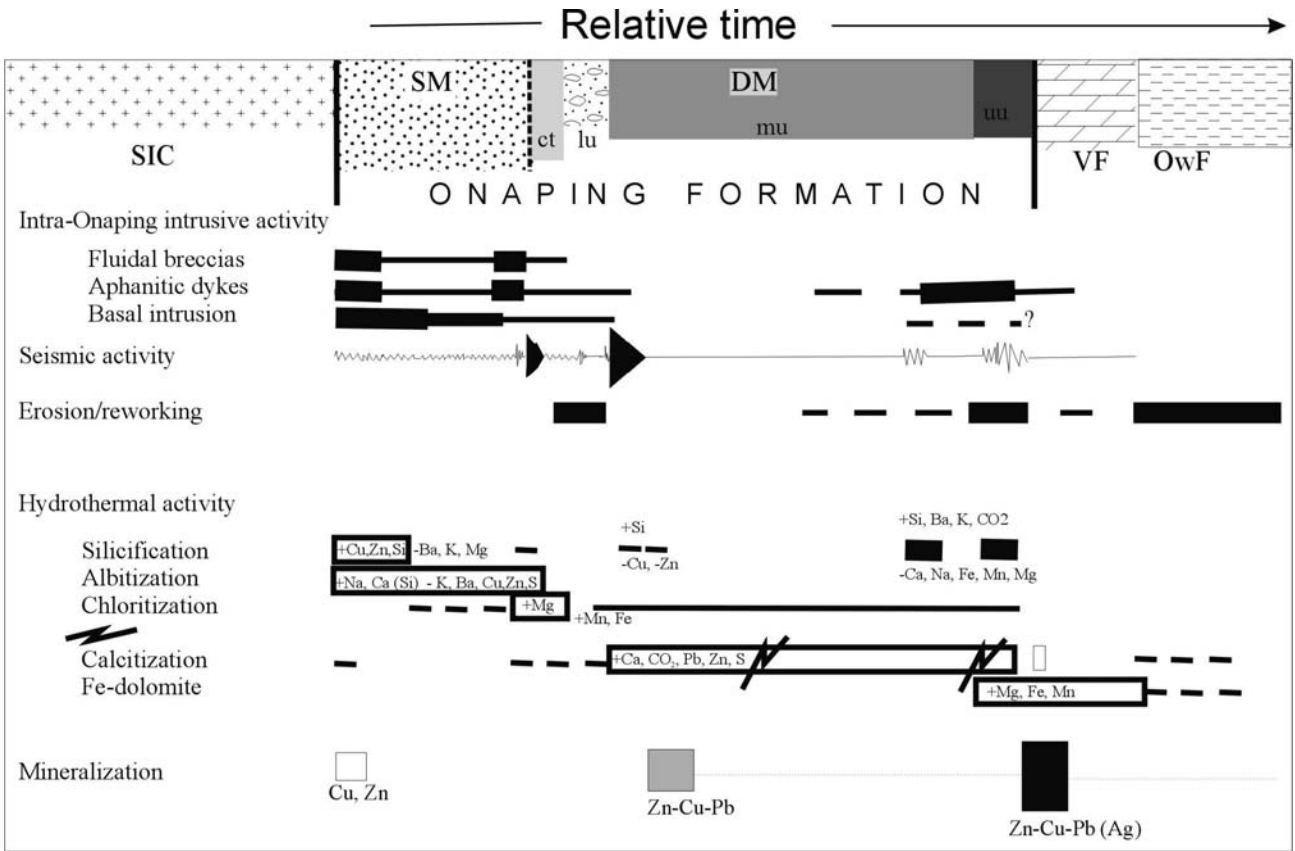 Relative time
SIC
SM
ct
lu
DM
mu
uu
VF
OwF
ONAPING FORMATION
Intra-Onaping intrusive activity
Fluidal breccias
Aphanitic dykes
Basal intrusion
?
Seismic activity
Erosion/reworking
Hydrothermal activity
+Si
+Si, Ba, K, CO2
Silicification
+Cu,Zn,Si
-Ba, K, Mg
-Cu, -Zn
-Ca, Na, Fe, Mn, Mg
Albitization
+Na, Ca (Si) - K, Ba, Cu,Zn,S
Chloritization
+Mg
+Mn, Fe
Calcitization
+Ca, CO₂, Pb, Zn, S
Fe-dolomite
+Mg, Fe, Mn
Mineralization
Cu, Zn
Zn-Cu-Pb
Zn-Cu-Pb (Ag)